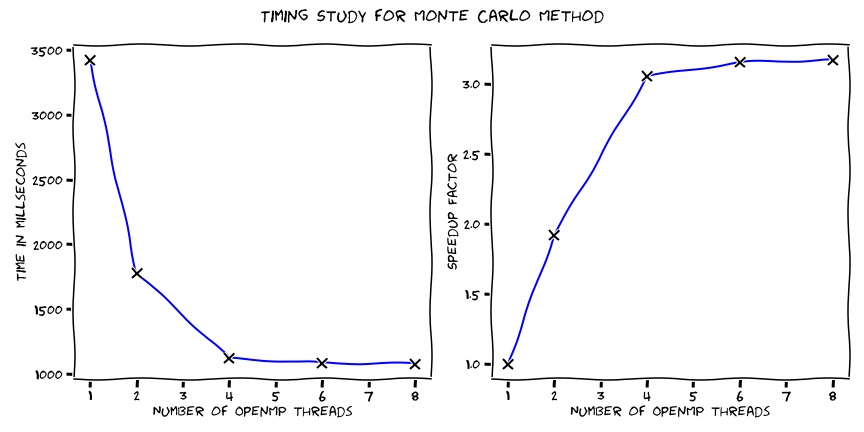 TIMING STUDY FOR MONTE CARLO METHOD
TIME IN MILLSECONDS
3500
3000
2500
2000
1500
1000
1 2 3 4 5 6 7 8
NUMBER OF OPENMP THREADS
SPEEDUP FACTOR
3.0
2.5
2.0
1.5
1.0
1 2 3 4 5 6 7 8
NUMBER OF OPENMP THREADS